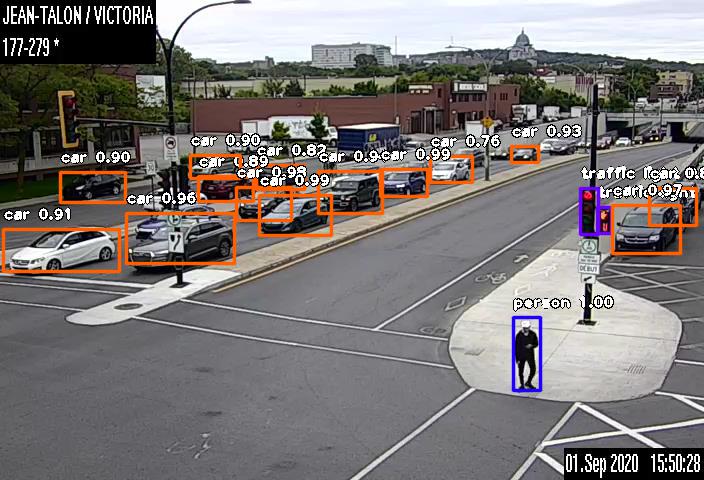 JEAN-TALON / VICTORIA
177-279 *
car 0.90
car 0.90
car 0.93
car 0.76
car 0.82
car 0.89
car 0.99
car 0.98
car 0.99
car 0.96
car 0.91
car 0.97
person 1.00
DÉBUT
01.Sep 2020 15:50:28